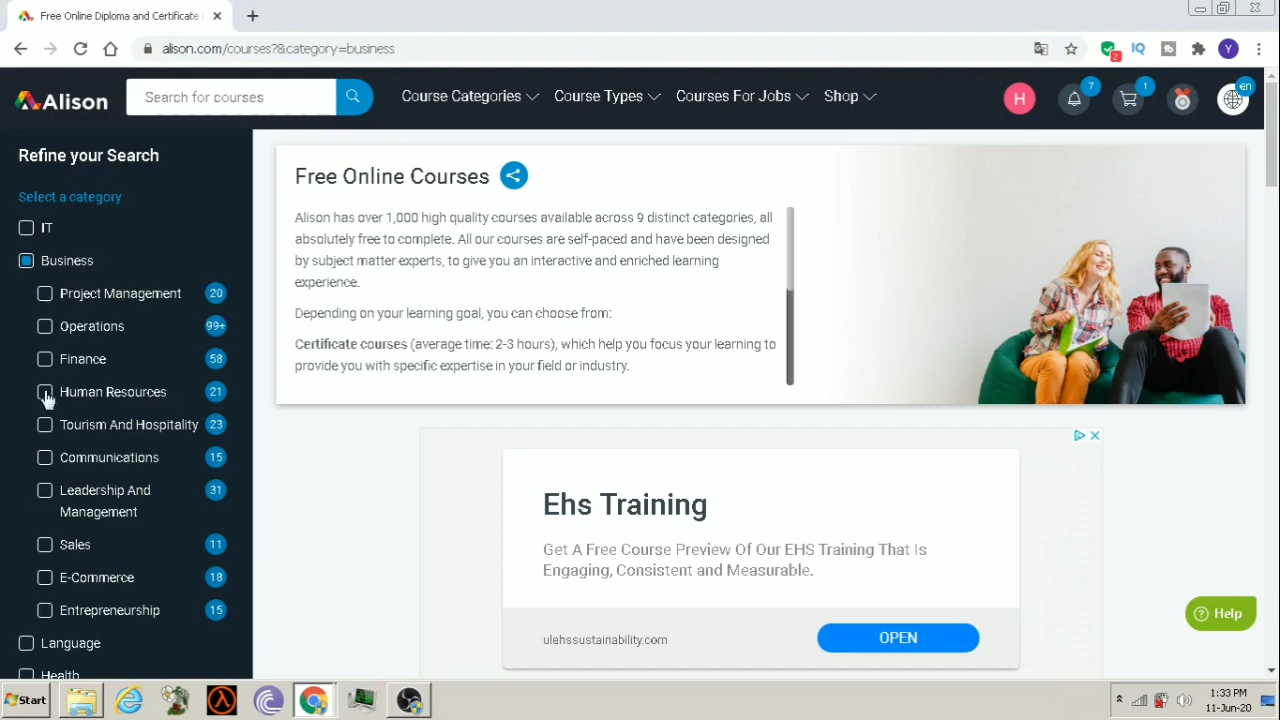 Free Online Diploma and Certificate
alison.com/courses?&category=business
2
IQ
Y
Alison
Search for courses
Course Categories
Course Types
Courses For Jobs
Shop
H
7
1
en
Refine your Search
Select a category
IT
Business
Project Management 20
Operations 99+
Finance 58
Human Resources 21
Tourism And Hospitality 23
Communications 15
Leadership And
Management 31
Sales 11
E-Commerce 18
Entrepreneurship 15
Language
Health
Free Online Courses
Alison has over 1,000 high quality courses available across 9 distinct categories, all
absolutely free to complete. All our courses are self-paced and have been designed
by subject matter experts, to give you an interactive and enriched learning
experience.
Depending on your learning goal, you can choose from:
Certificate courses (average time: 2-3 hours), which help you focus your learning to
provide you with specific expertise in your field or industry.
Ehs Training
Get A Free Course Preview Of Our EHS Training That Is
Engaging, Consistent and Measurable.
ulehssustainability.com
OPEN
Help
Start
1:33 PM
11-Jun-20